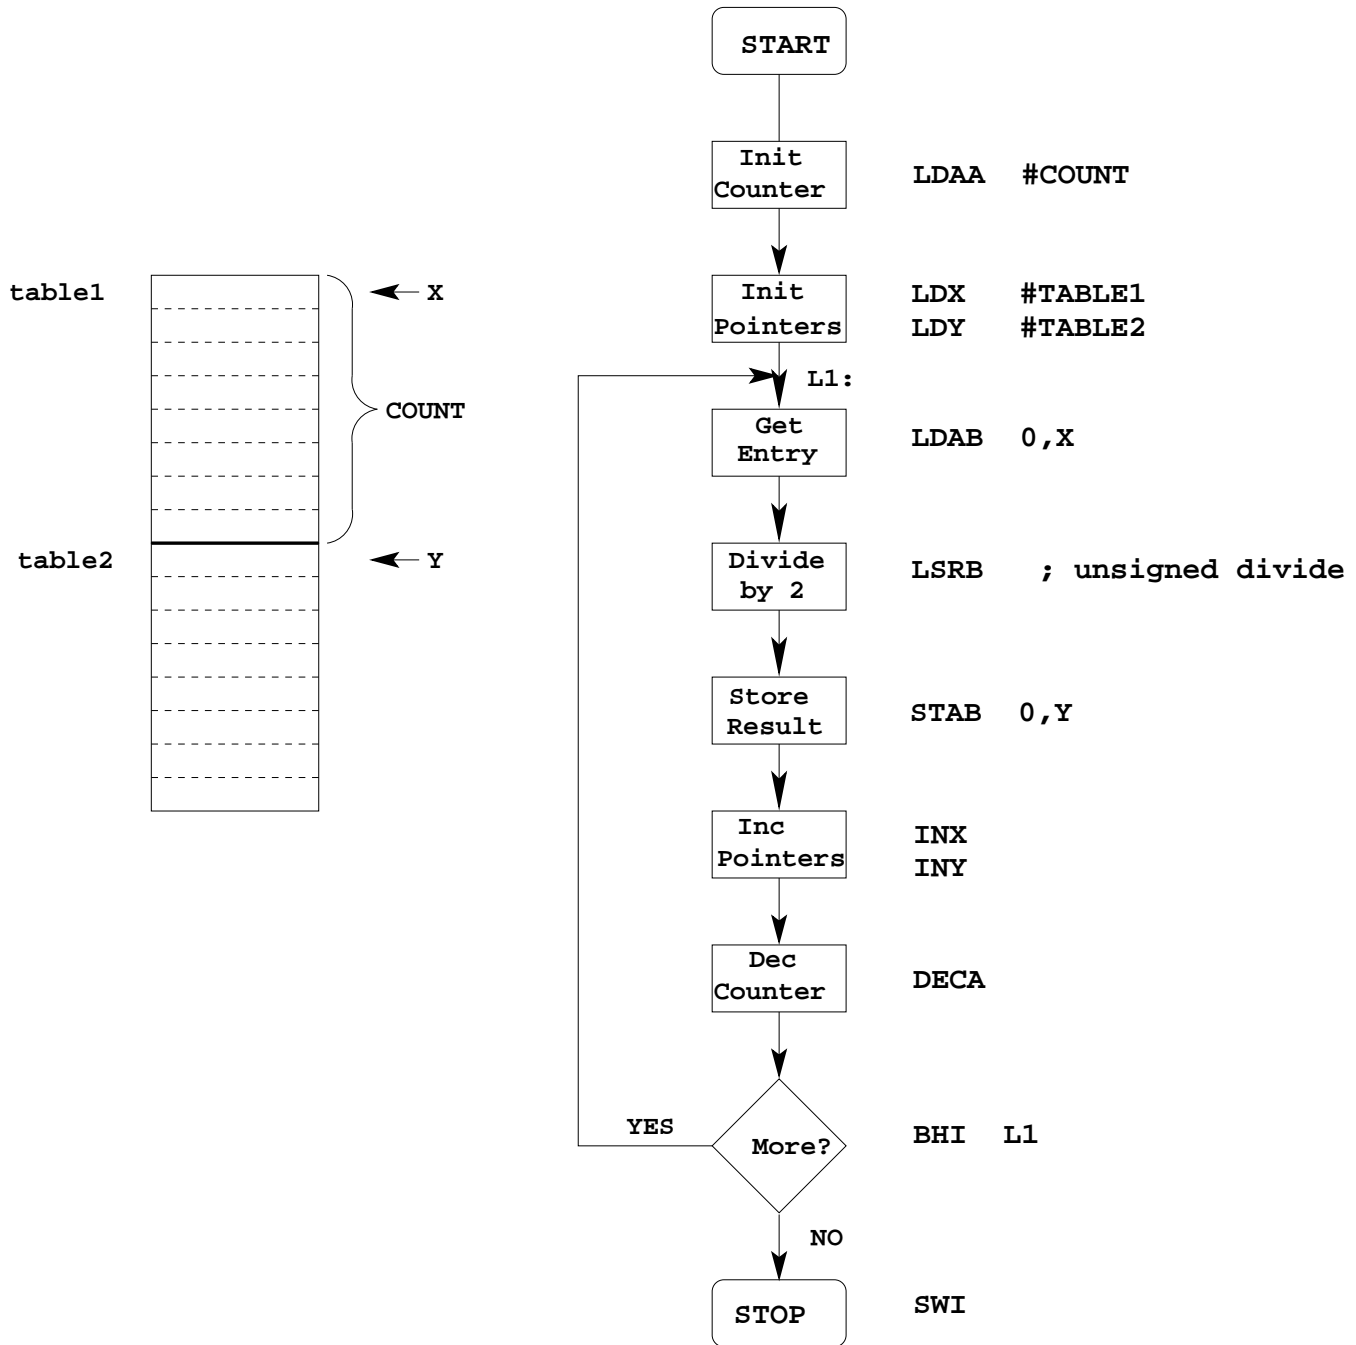 START
Init
Counter
LDAA #COUNT
table1
X
Init
Pointers
LDX #TABLE1
LDY #TABLE2
L1:
COUNT
Get
Entry
LDAB 0,X
table2
Y
Divide
by 2
LSRB ; unsigned divide
Store
Result
STAB 0,Y
Inc
Pointers
INX
INY
Dec
Counter
DECA
YES
More?
BHI L1
NO
STOP
SWI